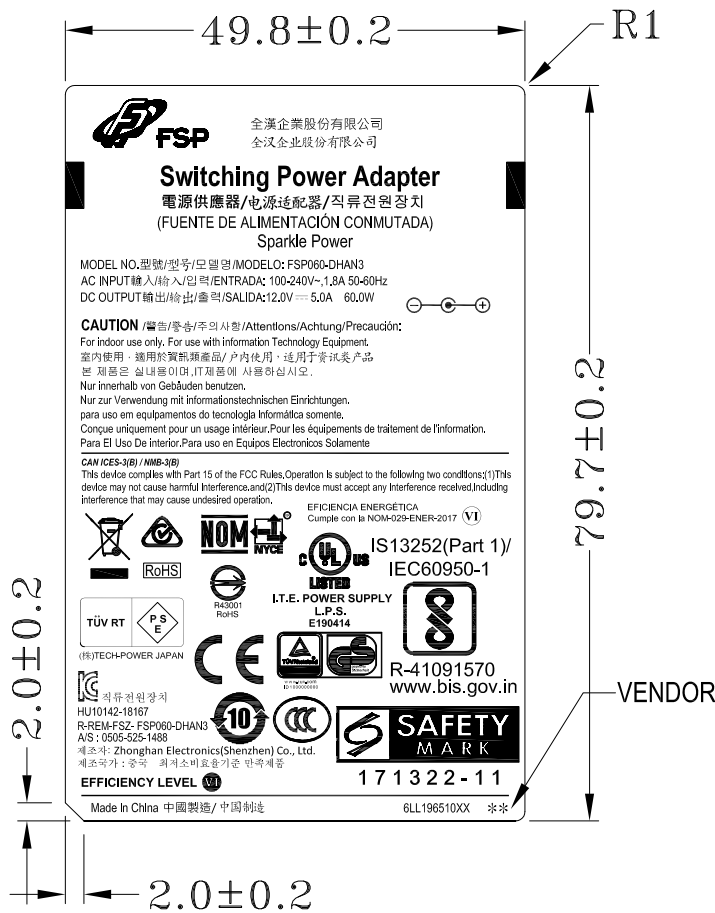 49.8±0.2
R1
FSP
全漢企業股份有限公司
全汉企业股份有限公司
Switching Power Adapter
電源供應器/电源适配器/직류전원장치
(FUENTE DE ALIMENTACIÓN CONMUTADA)
Sparkle Power
MODEL NO.型號/型号/모델명/MODELO: FSP060-DHAN3
AC INPUT輸入/输入/입력/ENTRADA: 100-240V~,1.8A 50-60Hz
DC OUTPUT輸出/输出/출력/SALIDA:12.0V⎓5.0A 60.0W
CAUTION /警告/警告/주의사항/Attentions/Achtung/Precaución:
For indoor use only. For use with information Technology Equipment.
室内使用﹐適用於資訊類產品/户内使用﹐适用于资讯类产品
본 제품은 실내용이며,IT제품에 사용하십시오.
Nur innerhalb von Gebäuden benutzen.
Nur zur Verwendung mit informationstechnischen Einrichtungen.
para uso em equipamentos do tecnologia Informática somente.
Conçue uniquement pour un usage intérieur.Pour les équipements de traitement de l'information.
Para El Uso De interior.Para uso en Equipos Electronicos Solamente
CAN ICES-3(B) / NMB-3(B)
This device complies with Part 15 of the FCC Rules,Operation is subject to the following two conditions;(1)This
device may not cause harmful Interference.and(2)This device must accept any Interference received,Including
interference that may cause undesired operation.
EFICIENCIA ENERGÉTICA
Cumple con la NOM-029-ENER-2017 VI
NOM NYCE
C UL US
LISTED
IS13252(Part 1)/
IEC60950-1
RoHS
R43001
RoHS
I.T.E. POWER SUPPLY
L.P.S.
E190414
TÜV RT
P S
E
(株)TECH-POWER JAPAN
CE
R-41091570
www.bis.gov.in
직류전원장치
HU10142-18167
R-REM-FSZ- FSP060-DHAN3
A/S : 0505-525-1488
제조자: Zhonghan Electronics(Shenzhen) Co., Ltd.
제조국가 : 중국 최저소비효율기준 만족제품
10
CCC
SAFETY
MARK
171322-11
EFFICIENCY LEVEL VI
Made In China 中國製造/中国制造
6LL196510XX **
VENDOR
79.7±0.2
2.0±0.2
2.0±0.2